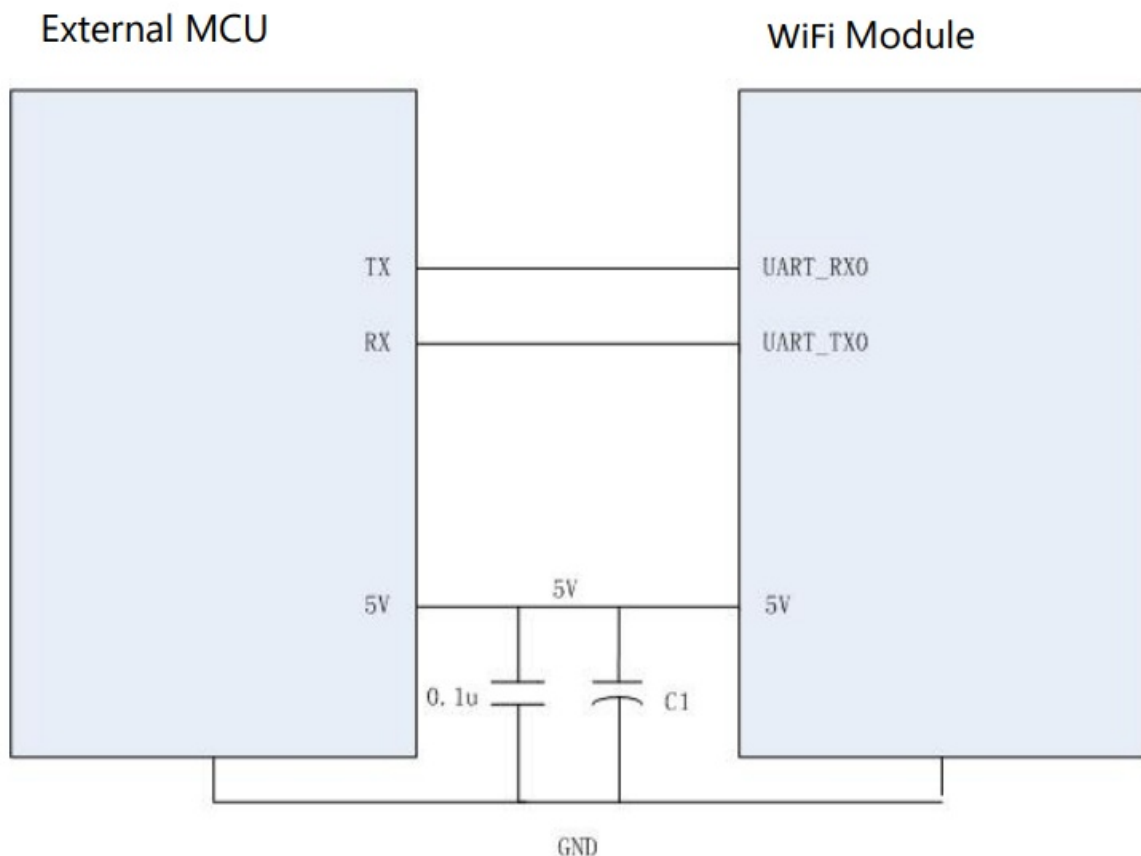 External MCU
WiFi Module
TX
UART_RX0
RX
UART_TX0
5V
5V
5V
0.1u
C1
GND